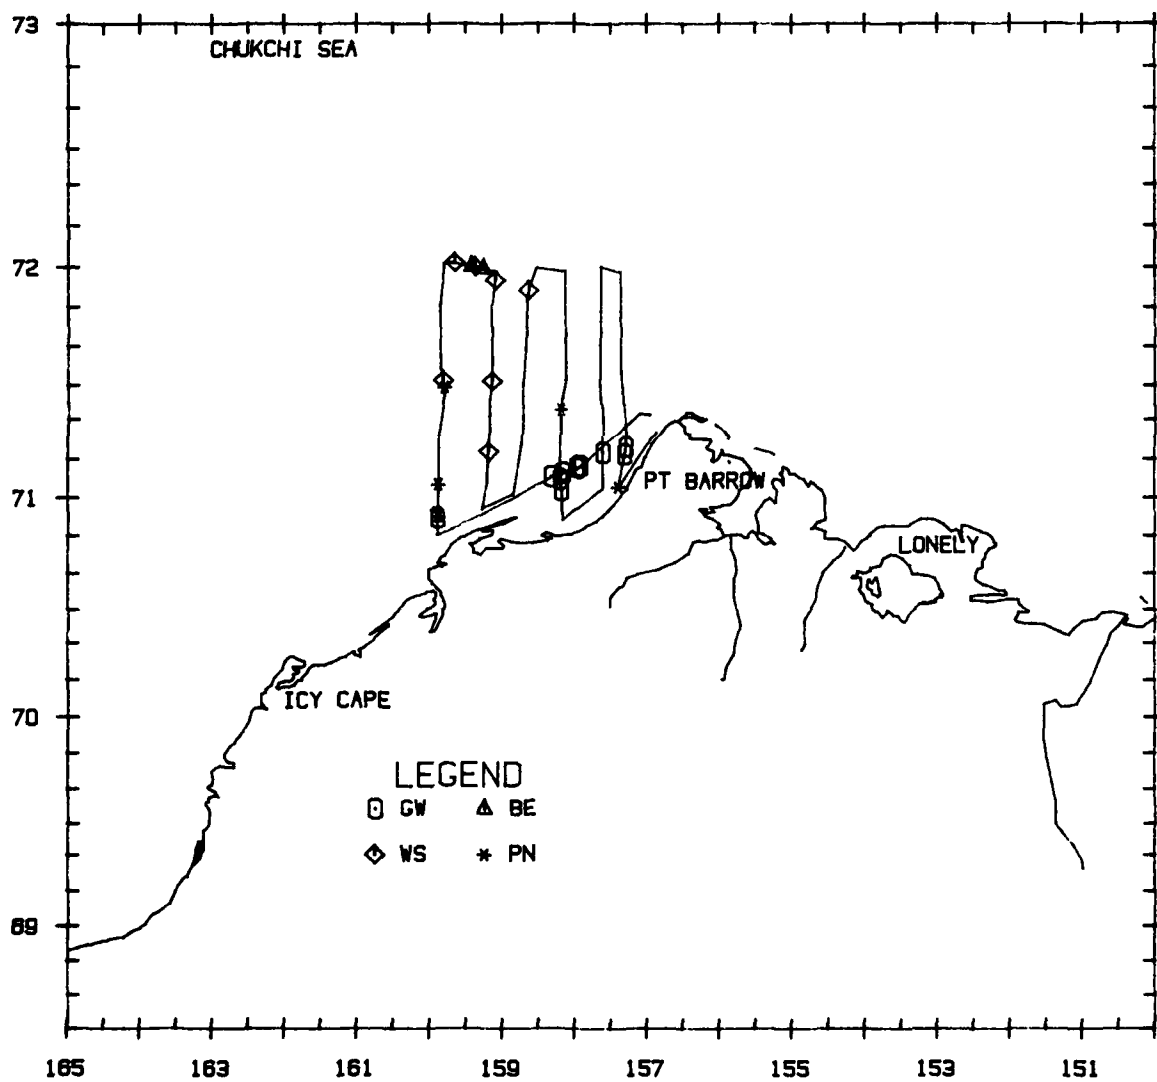 73
CHUKCHI SEA
72
71
PT BARROW
LONELY
70
ICY CAPE
LEGEND
GW BE
WS PN
69
165 163 161 159 157 155 153 151